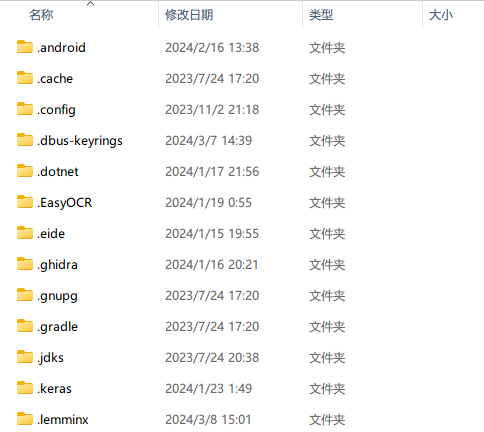 名称 修改日期 类型 大小
.android 2024/2/16 13:38 文件夹
.cache 2023/7/24 17:20 文件夹
.config 2023/11/2 21:18 文件夹
.dbus-keyrings 2024/3/7 14:39 文件夹
.dotnet 2024/1/17 21:56 文件夹
.EasyOCR 2024/1/19 0:55 文件夹
.eide 2024/1/15 19:55 文件夹
.ghidra 2024/1/16 20:21 文件夹
.gnupg 2023/7/24 17:20 文件夹
.gradle 2023/7/24 17:20 文件夹
.jdks 2023/7/24 20:38 文件夹
.keras 2024/1/23 1:49 文件夹
.lemminx 2024/3/8 15:01 文件夹